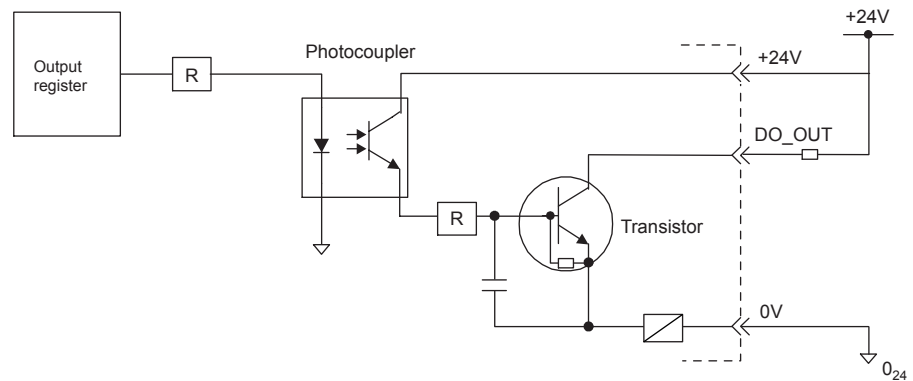 +24V
Photocoupler
+24V
Output
register
R
DO_OUT
R
Transistor
0V
0₂₄